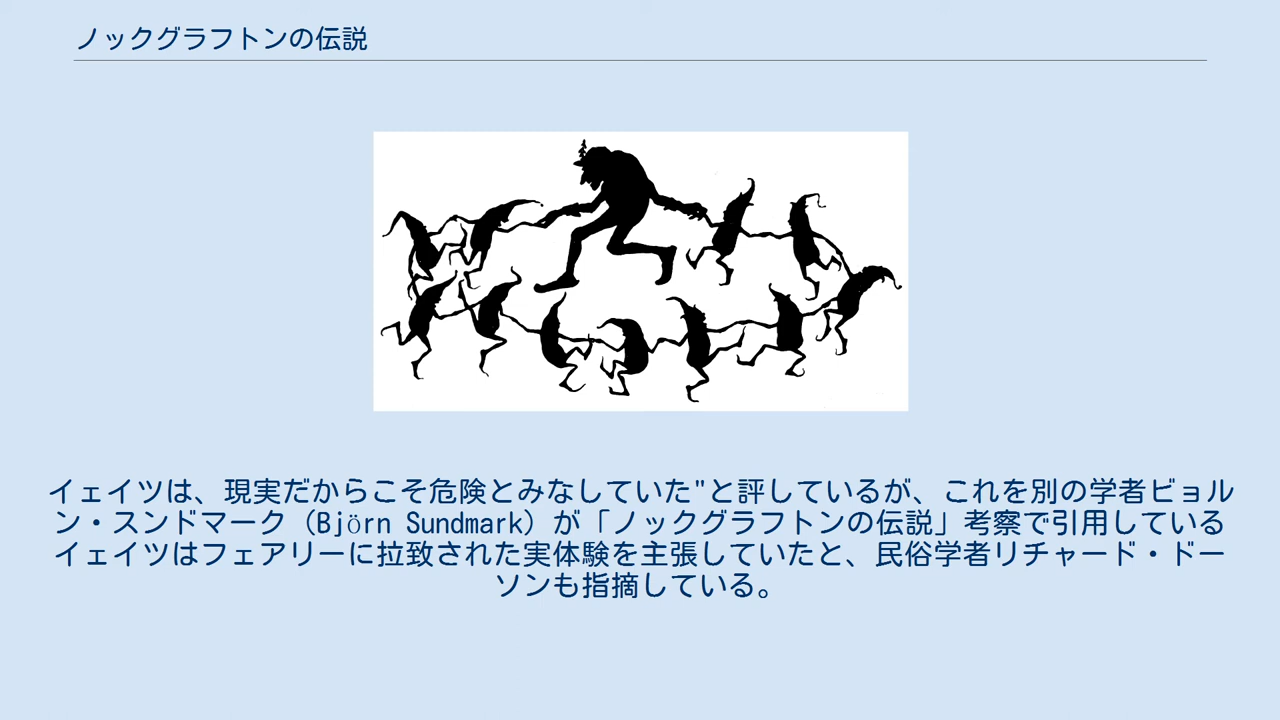 ノックグラフトンの伝説
イェイツは、現実だからこそ危険とみなしていた"と評しているが、これを別の学者ビョル
ン・スンドマーク（Björn Sundmark）が「ノックグラフトンの伝説」考察で引用している
イェイツはフェアリーに拉致された実体験を主張していたと、民俗学者リチャード・ドー
ソンも指摘している。